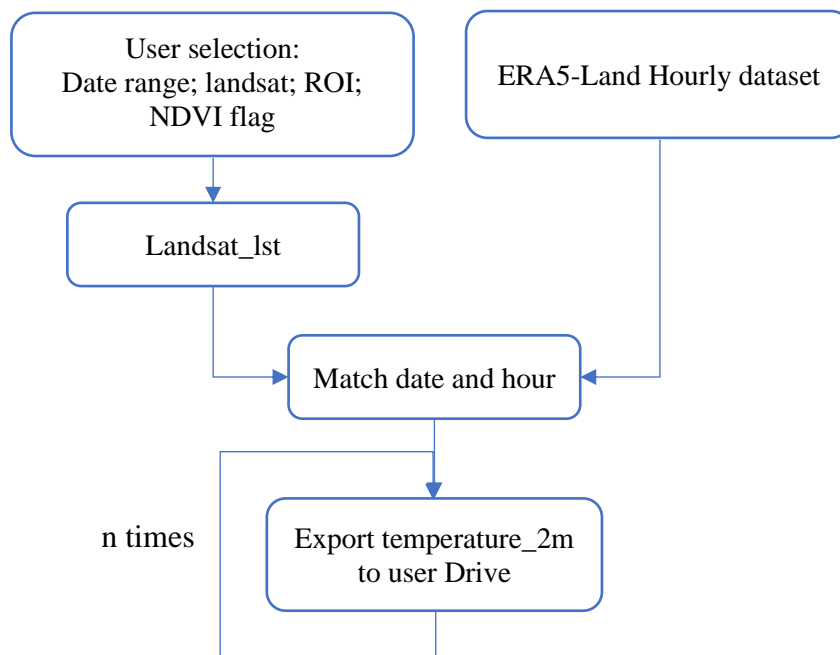 User selection:
Date range; landsat; ROI;
NDVI flag
ERA5-Land Hourly dataset
Landsat_lst
Match date and hour
n times
Export temperature_2m
to user Drive